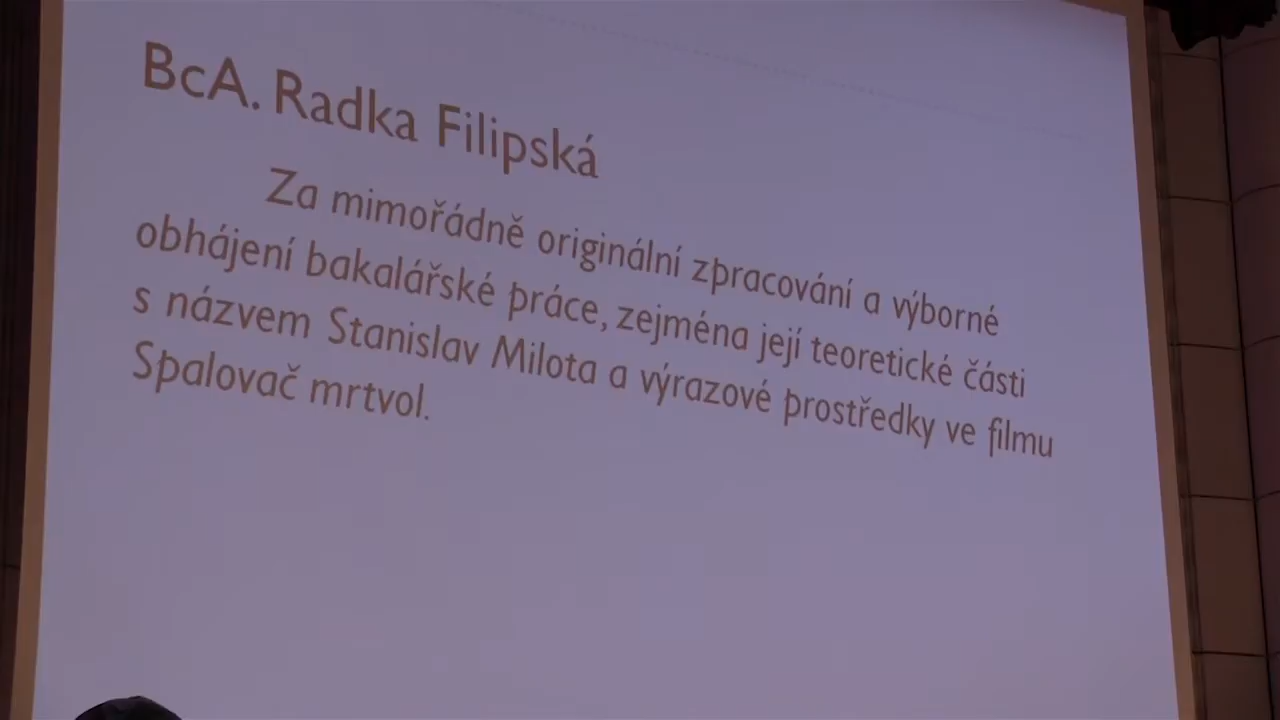 BcA. Radka Filipská
Za mimořádně originální zpracování a výborné
obhájení bakalářské práce, zejména její teoretické části
s názvem Stanislav Milota a výrazové prostředky ve filmu
Spalovač mrtvol.